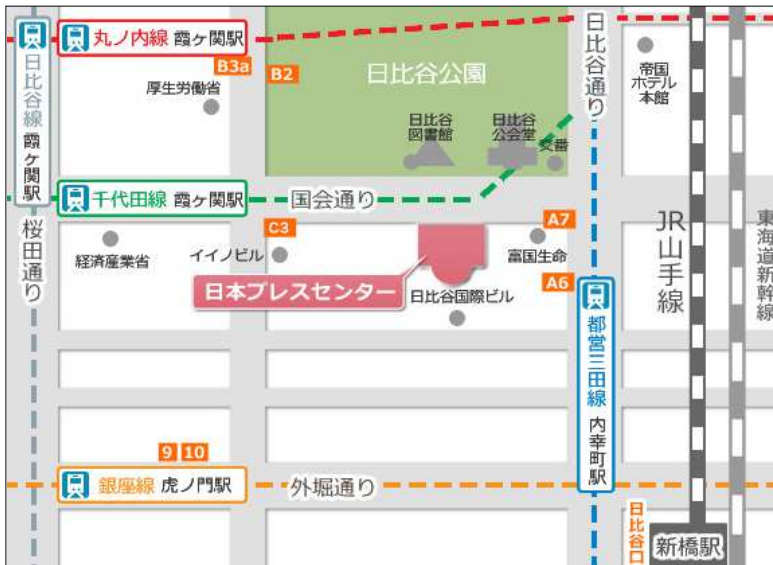 丸ノ内線 霞ヶ関駅
日比谷線 霞ヶ関駅
B3a
B2
厚生労働省
日比谷公園
日比谷通り
帝国
ホテル
本館
日比谷
図書館
日比谷
公会堂
交番
千代田線 霞ヶ関駅
国会通り
桜田通り
経済産業省
イイノビル
C3
A7
富国生命
A6
日本プレスセンター
日比谷国際ビル
JR山手線
東海道新幹線
都営三田線 内幸町駅
9
10
銀座線 虎ノ門駅
外堀通り
日比谷口
新橋駅